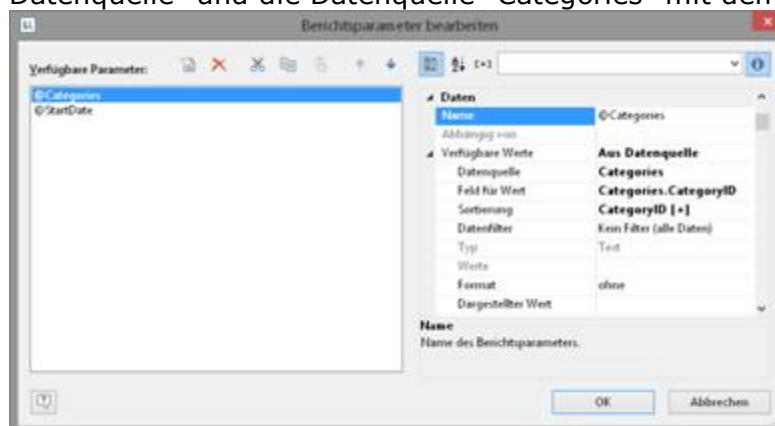 Datenquelle" und die Datenquelle "Categories" mit den
Berichtsparameter bearbeiten
Verfügbare Parameter:
@Categories
@StartDate
Daten
Name @Categories
Abhängig von
Verfügbare Werte Aus Datenquelle
Datenquelle Categories
Feld für Wert Categories.CategoryID
Sortierung CategoryID [+]
Datenfilter Kein Filter (alle Daten)
Typ Text
Werte
Format ohne
Dargestellter Wert
Name
Name des Berichtsparameters.
OK Abbrechen